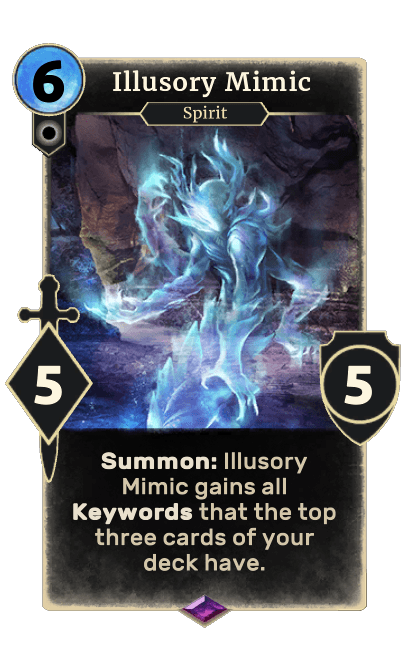 6
Illusory Mimic
Spirit
5
5
Summon: Illusory
Mimic gains all
Keywords that the top
three cards of your
deck have.